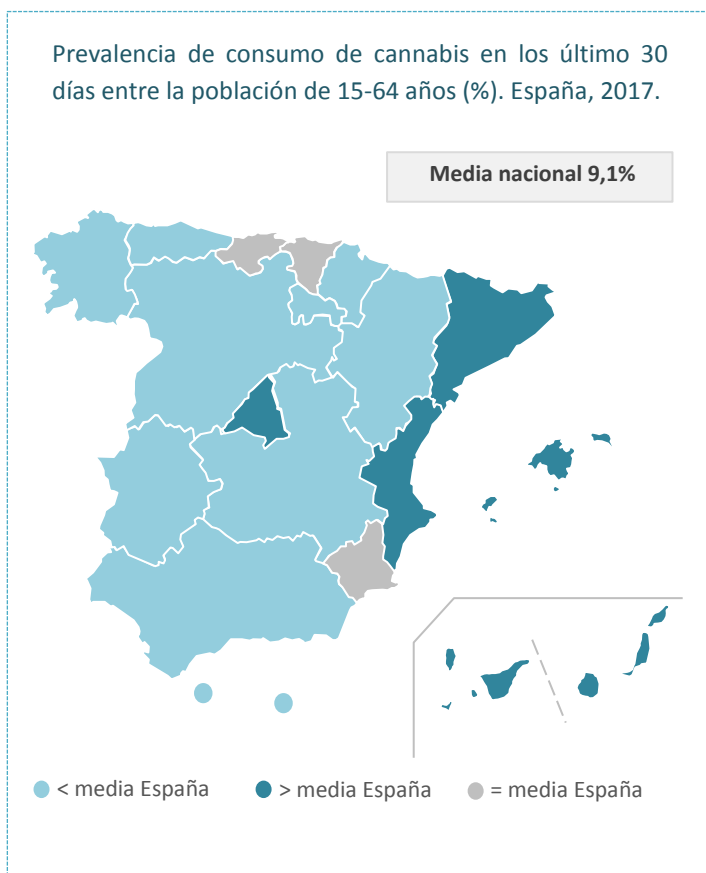 Prevalencia de consumo de cannabis en los último 30
días entre la población de 15-64 años (%). España, 2017.
Media nacional 9,1%
< media España
> media España
= media España